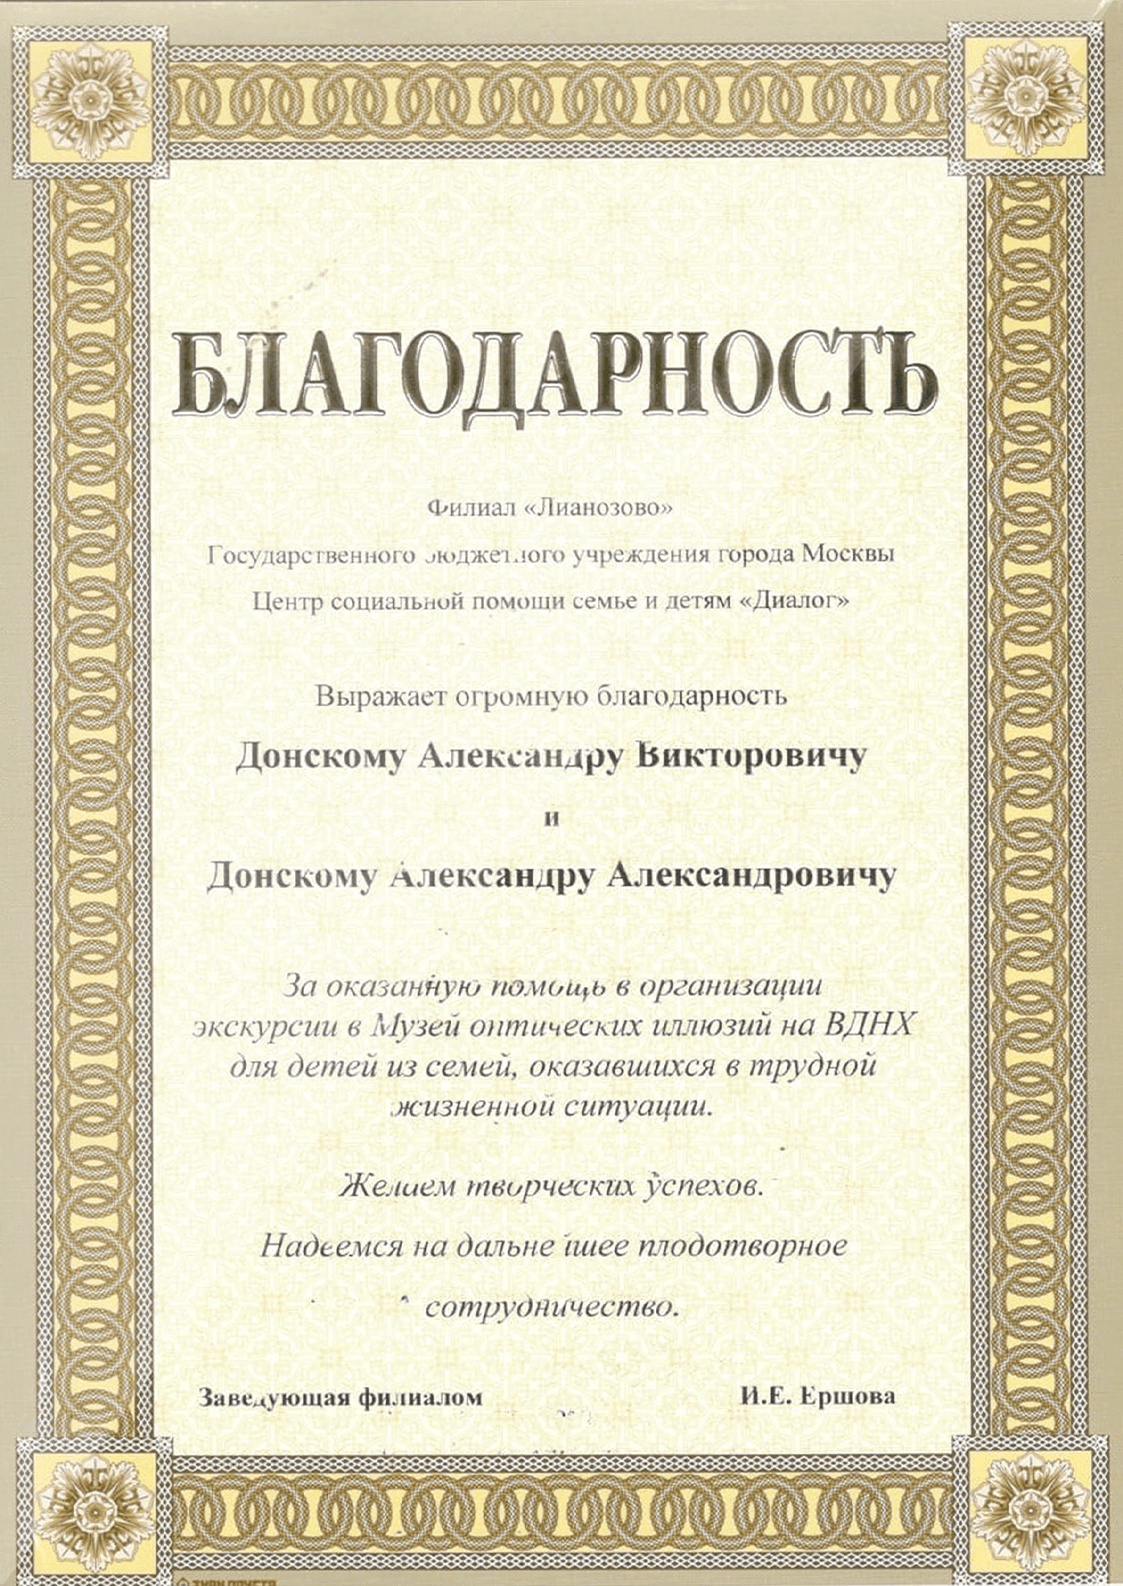 БЛАГОДАРНОСТЬ
Филиал «Лианозово»
Государственного бюджетного учреждения города Москвы
Центр социальной помощи семье и детям «Диалог»
Выражает огромную благодарность
Донскому Александру Викторовичу
и
Донскому Александру Александровичу
За оказанную помощь в организации
экскурсии в Музей оптических иллюзий на ВДНХ
для детей из семей, оказавшихся в трудной
жизненной ситуации.
Желаем творческих успехов.
Надеемся на дальнейшее плодотворное
сотрудничество.
Заведующая филиалом И.Е. Ершова